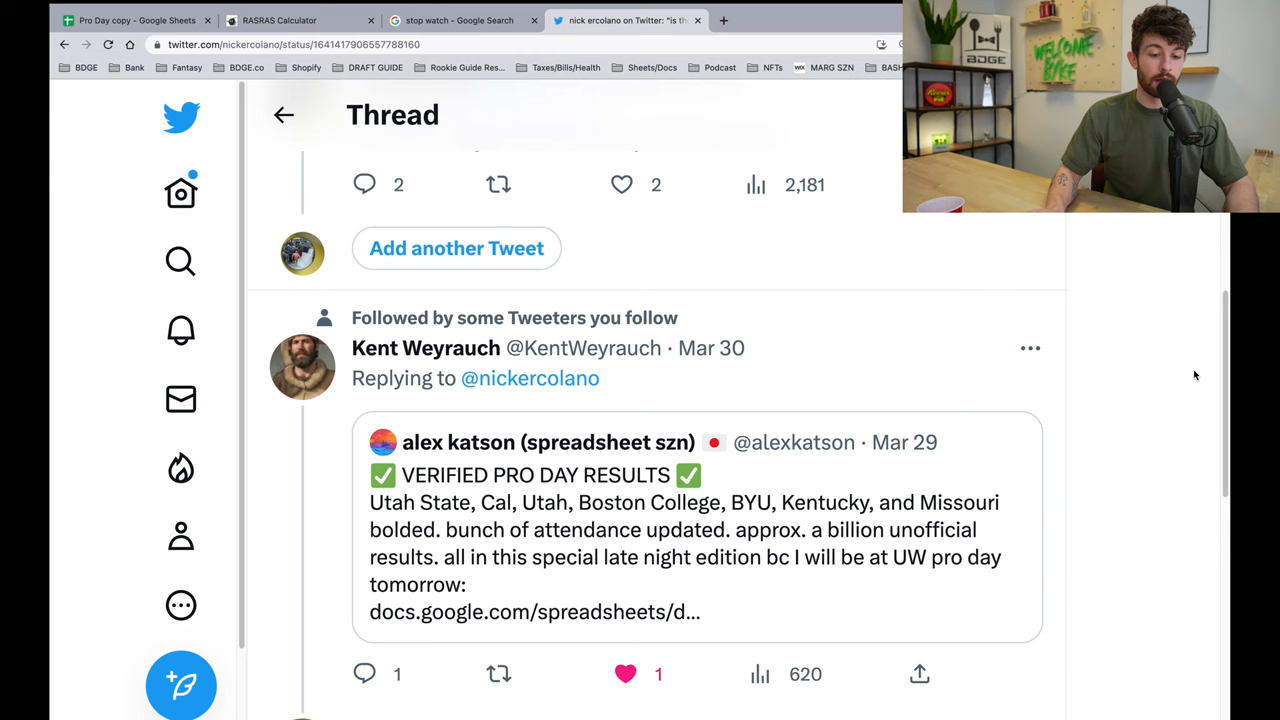 Pro Day copy - Google Sheets
RASRAS Calculator
stop watch - Google Search
nick ercolano on Twitter: "is the
twitter.com/nickercolano/status/1641417906557788160
BDGE
Bank
Fantasy
BDGE.co
Shopify
DRAFT GUIDE
Rookie Guide Res...
Taxes/Bills/Health
Sheets/Docs
Podcast
NFTs
WIX MARG SZN
BASH
BDGE
WELCOME
BYKE
Thread
2
2
2,181
Add another Tweet
Followed by some Tweeters you follow
Kent Weyrauch @KentWeyrauch · Mar 30
Replying to @nickercolano
alex katson (spreadsheet szn) 🇯🇵 @alexkatson · Mar 29
✅ VERIFIED PRO DAY RESULTS ✅
Utah State, Cal, Utah, Boston College, BYU, Kentucky, and Missouri
bolded. bunch of attendance updated. approx. a billion unofficial
results. all in this special late night edition bc I will be at UW pro day
tomorrow:
docs.google.com/spreadsheets/d...
1
1
620